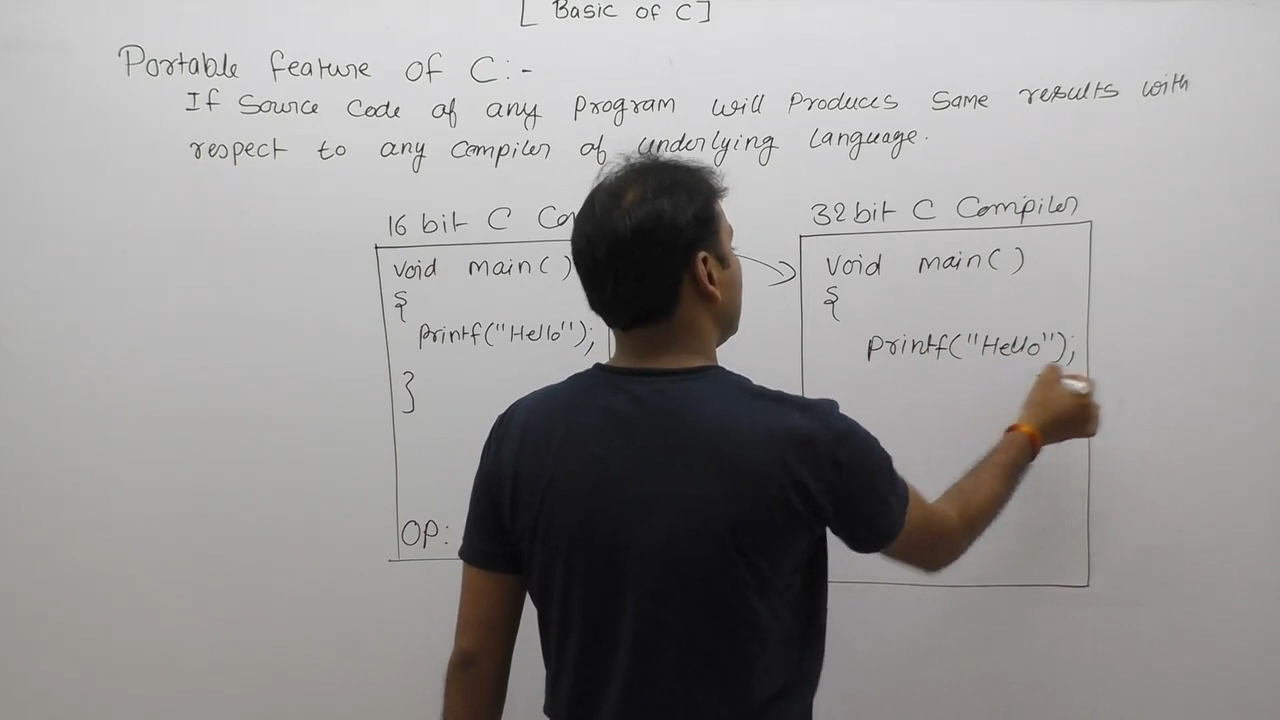 [ Basic of C ]
Portable feature of C:-
If Source Code of any Program will Produces Same results with
respect to any Compiler of underlying Language.
16 bit C
void main()
{
printf("Hello");
}
OP:
32 bit C Compiler
void main()
{
printf("Hello");